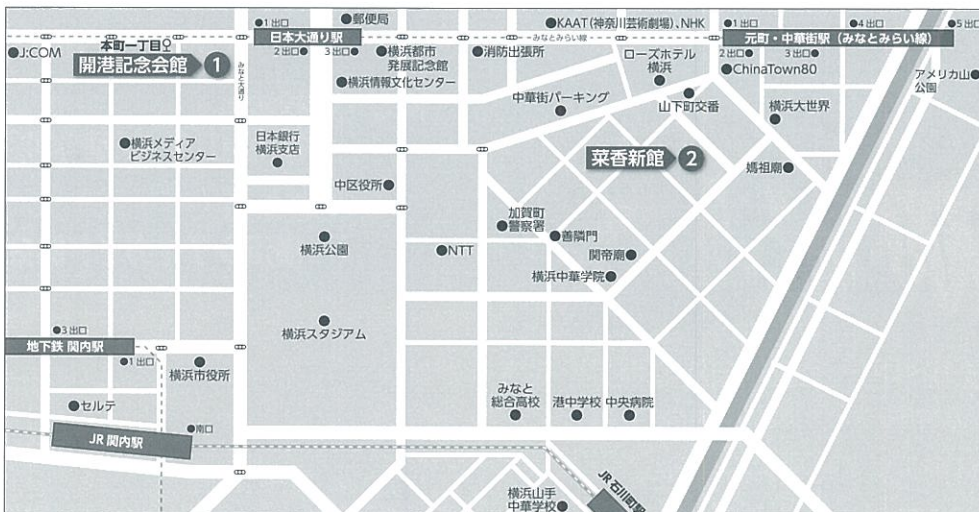 ●1 出口
●郵便局
●KAAT(神奈川芸術劇場)、NHK
●1 出口
●4 出口
●5 出口
本町一丁目
日本大通り駅
みなとみらい線
元町・中華街駅(みなとみらい線)
●J:COM
開港記念会館 1
みなと大通り
2 出口●
3 出口●
●横浜都市
発展記念館
●消防出張所
ローズホテル
横浜
2 出口●
3 出口●
●ChinaTown80
アメリカ山
公園
●横浜情報文化センター
中華街パーキング
山下町交番
横浜大世界
●横浜メディア
ビジネスセンター
日本銀行
横浜支店
菜香新館 2
媽祖廟●
中区役所●
加賀町
●警察署
●善隣門
横浜公園
●NTT
関帝廟●
横浜中華学院
横浜スタジアム
●3 出口
地下鉄 関内駅
●1 出口
横浜市役所
●セルテ
みなと
総合高校
港中学校
中央病院
●南口
JR 関内駅
JR 石川町駅
横浜山手
中華学校●